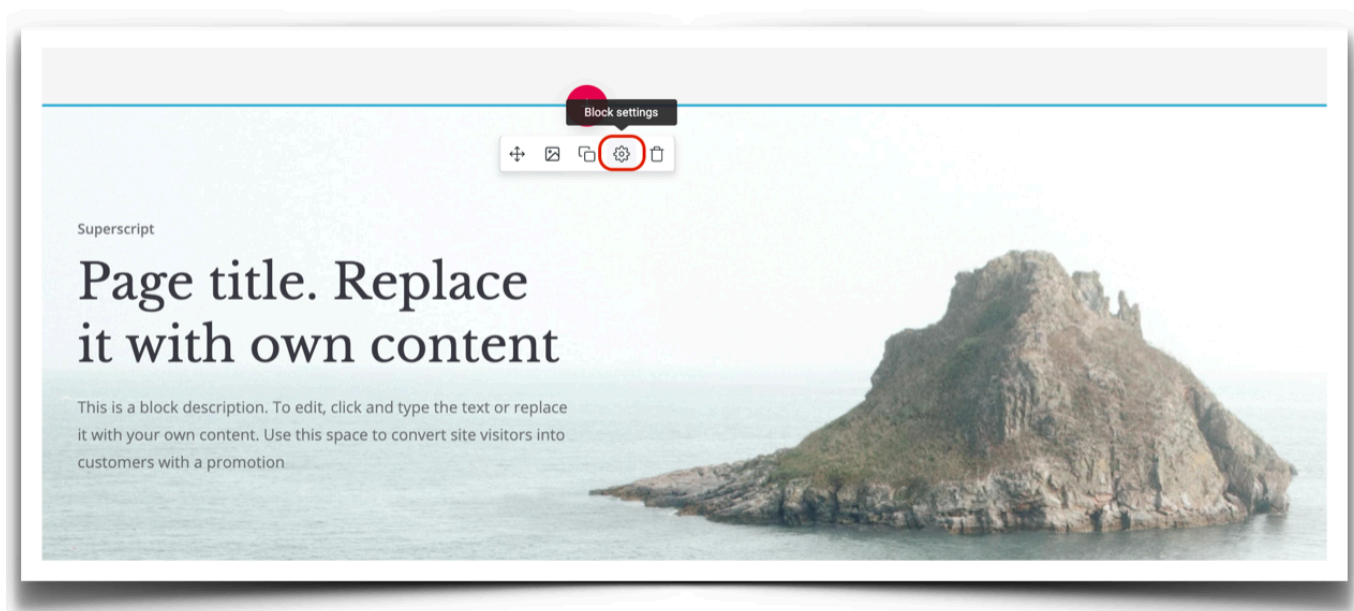 Block settings
Superscript
Page title. Replace
it with own content
This is a block description. To edit, click and type the text or replace
it with your own content. Use this space to convert site visitors into
customers with a promotion